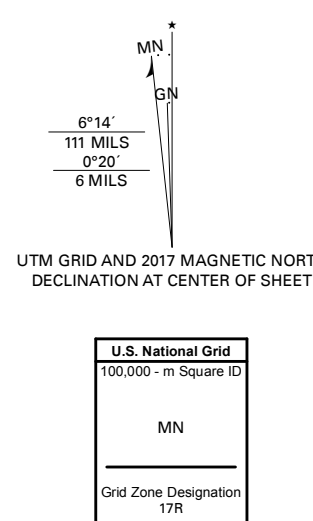 MN
GN
6°14´
111 MILS
0°20´
6 MILS
UTM GRID AND 2017 MAGNETIC NORT
DECLINATION AT CENTER OF SHEET
U.S. National Grid
100,000 - m Square ID
MN
Grid Zone Designation
17R